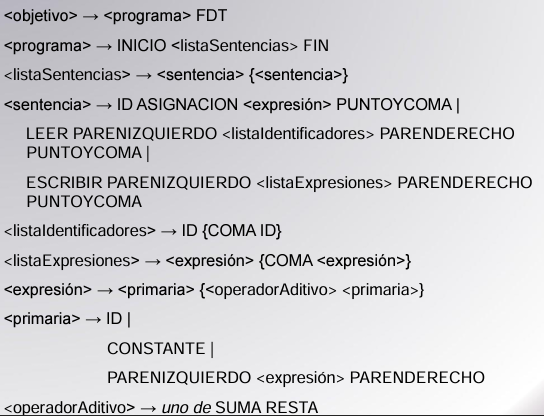 <objetivo> → <programa> FDT
<programa> → INICIO <listaSentencias> FIN
<listaSentencias> → <sentencia> {<sentencia>}
<sentencia> → ID ASIGNACION <expresión> PUNTOYCOMA |
LEER PARENIZQUIERDO <listaIdentificadores> PARENDERECHO
PUNTOYCOMA |
ESCRIBIR PARENIZQUIERDO <listaExpresiones> PARENDERECHO
PUNTOYCOMA
<listaIdentificadores> → ID {COMA ID}
<listaExpresiones> → <expresión> {COMA <expresión>}
<expresión> → <primaria> {<operadorAditivo> <primaria>}
<primaria> → ID |
CONSTANTE |
PARENIZQUIERDO <expresión> PARENDERECHO
<operadorAditivo> → uno de SUMA RESTA